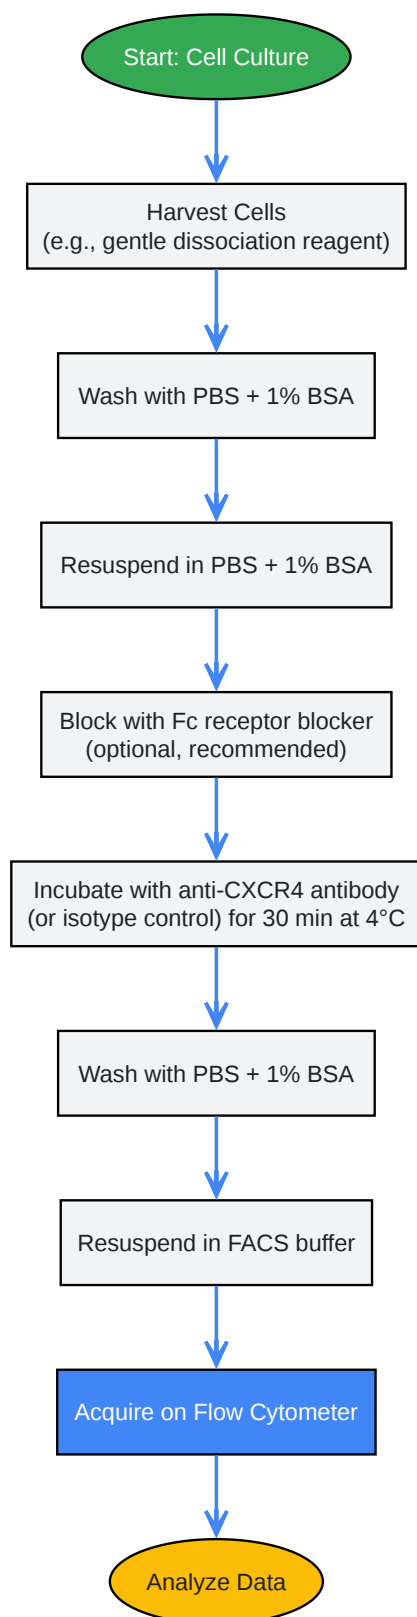 Start: Cell Culture
Harvest Cells
(e.g., gentle dissociation reagent)
Wash with PBS + 1% BSA
Resuspend in PBS + 1% BSA
Block with Fc receptor blocker
(optional, recommended)
Incubate with anti-CXCR4 antibody
(or isotype control) for 30 min at 4°C
Wash with PBS + 1% BSA
Resuspend in FACS buffer
Acquire on Flow Cytometer
Analyze Data